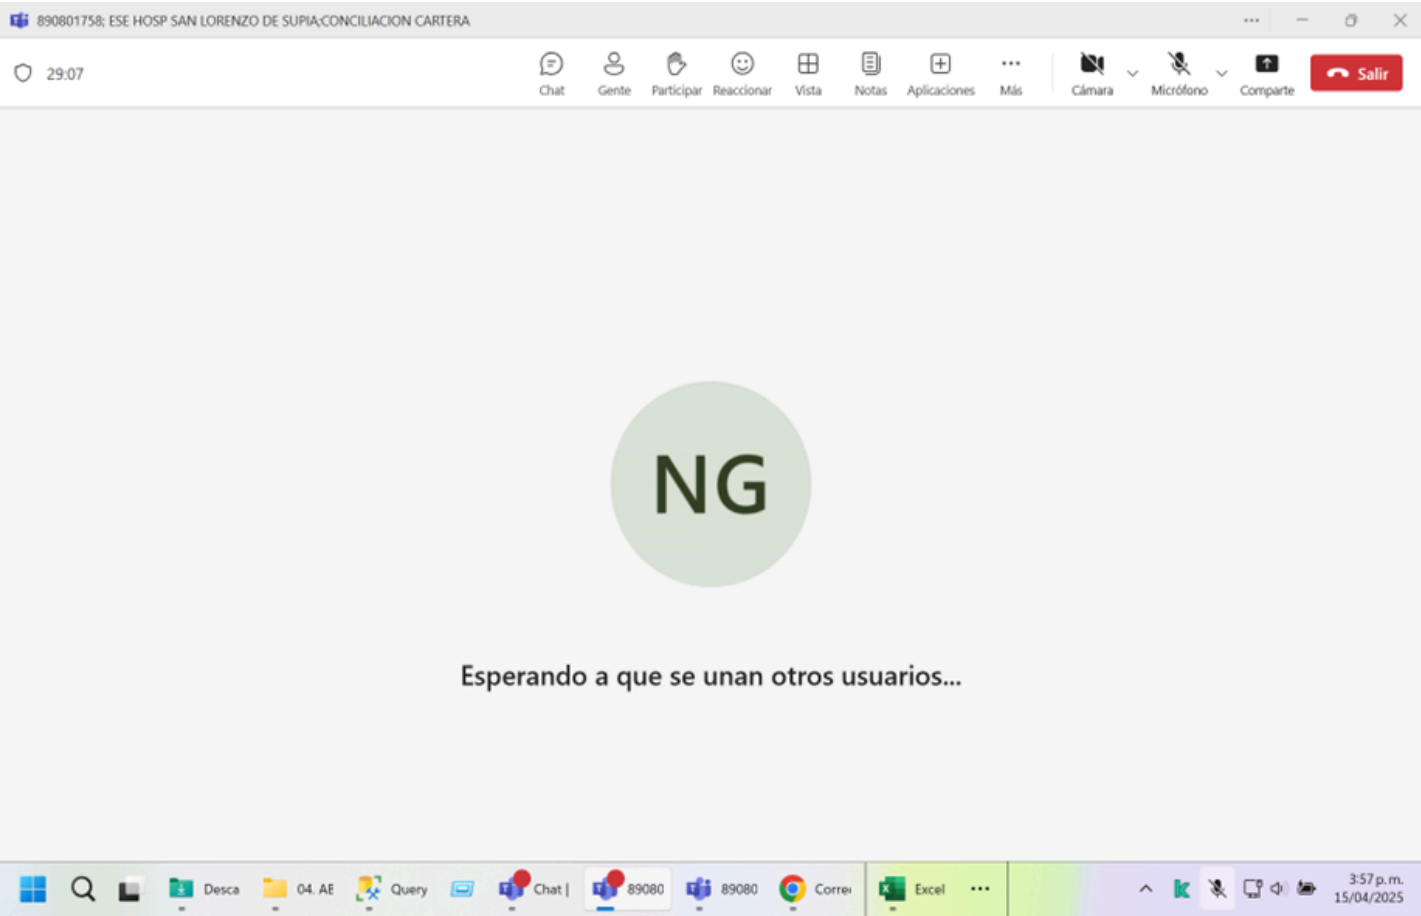 890801758; ESE HOSP SAN LORENZO DE SUPIA;CONCILIACION CARTERA
29:07
Chat Gente Participar Reaccionar Vista Notas Aplicaciones Más Cámara Micrófono Comparte Salir
NG
Esperando a que se unan otros usuarios...
Desca 04. AE Query Chat | 89080 89080 Correo Excel
3:57 p. m.
15/04/2025